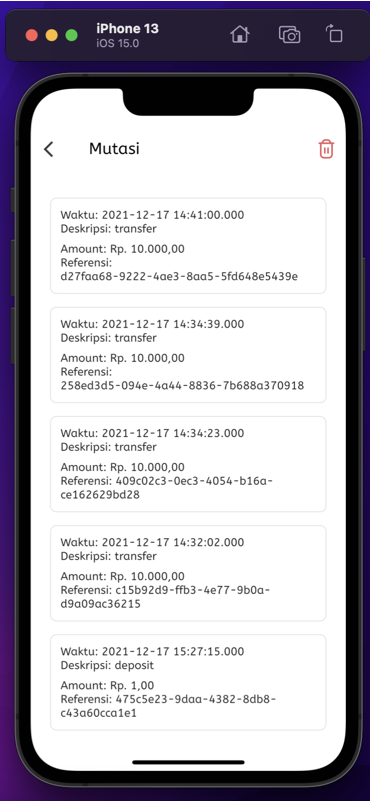 iPhone 13
iOS 15.0
Mutasi
Waktu: 2021-12-17 14:41:00.000
Deskripsi: transfer
Amount: Rp. 10.000,00
Referensi:
d27faa68-9222-4ae3-8aa5-5fd648e5439e
Waktu: 2021-12-17 14:34:39.000
Deskripsi: transfer
Amount: Rp. 10.000,00
Referensi:
258ed3d5-094e-4a44-8836-7b688a370918
Waktu: 2021-12-17 14:34:23.000
Deskripsi: transfer
Amount: Rp. 10.000,00
Referensi: 409c02c3-0ec3-4054-b16a-
ce162629bd28
Waktu: 2021-12-17 14:32:02.000
Deskripsi: transfer
Amount: Rp. 10.000,00
Referensi: c15b92d9-ffb3-4e77-9b0a-
d9a09ac36215
Waktu: 2021-12-17 15:27:15.000
Deskripsi: deposit
Amount: Rp. 1,00
Referensi: 475c5e23-9daa-4382-8db8-
c43a60cca1e1